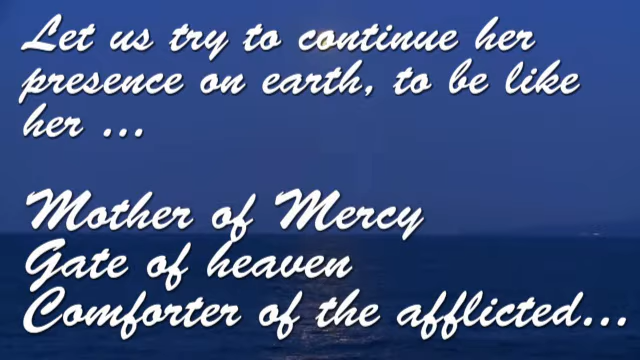 Let us try to continue her
presence on earth, to be like
her ...
Mother of Mercy
Gate of heaven
Comforter of the afflicted...